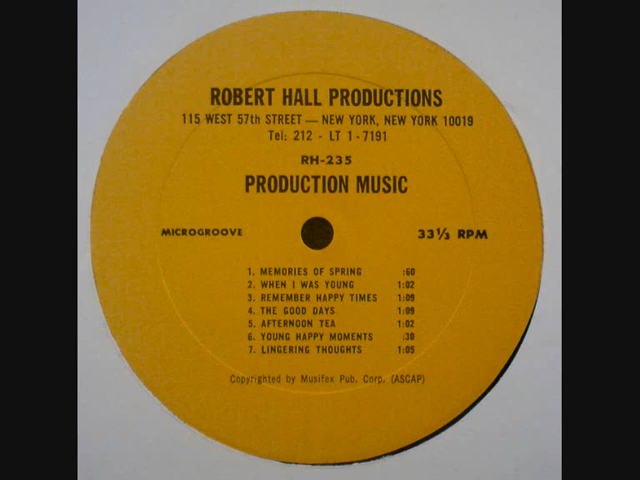 ROBERT HALL PRODUCTIONS
115 WEST 57th STREET — NEW YORK, NEW YORK 10019
Tel: 212 - LT 1-7191
RH-235
PRODUCTION MUSIC
MICROGROOVE 33⅓ RPM
1. MEMORIES OF SPRING :60
2. WHEN I WAS YOUNG 1:02
3. REMEMBER HAPPY TIMES 1:09
4. THE GOOD DAYS 1:09
5. AFTERNOON TEA 1:02
6. YOUNG HAPPY MOMENTS :30
7. LINGERING THOUGHTS 1:05
Copyrighted by Musifex Pub. Corp. (ASCAP)